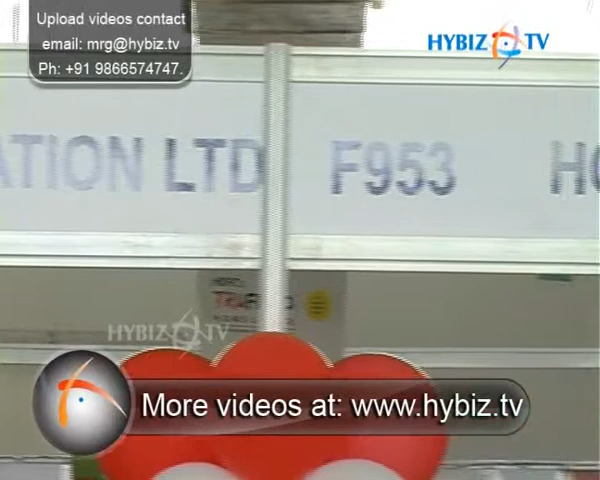 Upload videos contact
email: mrg@hybiz.tv
Ph: +91 9866574747.
HYBIZ TV
ATION LTD F953 HO
HYBIZ TV
More videos at: www.hybiz.tv